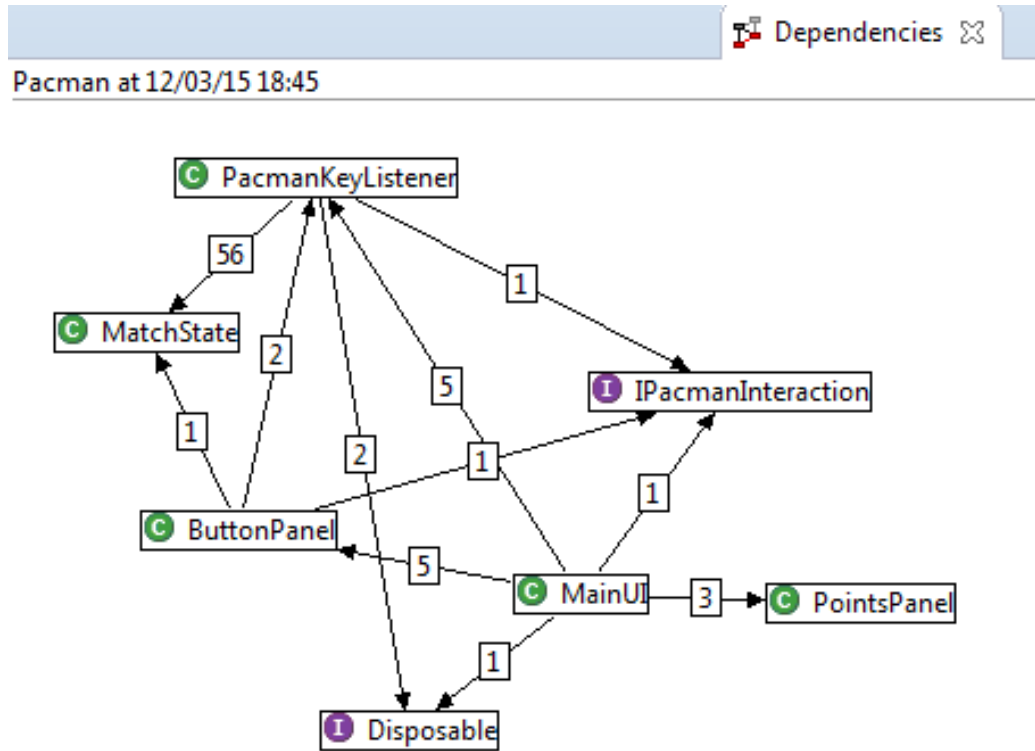 Dependencies
Pacman at 12/03/15 18:45
C PacmanKeyListener
56
1
C MatchState
2
I IPacmanInteraction
5
1
2
1
1
C ButtonPanel
5
C MainUI
3
C PointsPanel
1
I Disposable